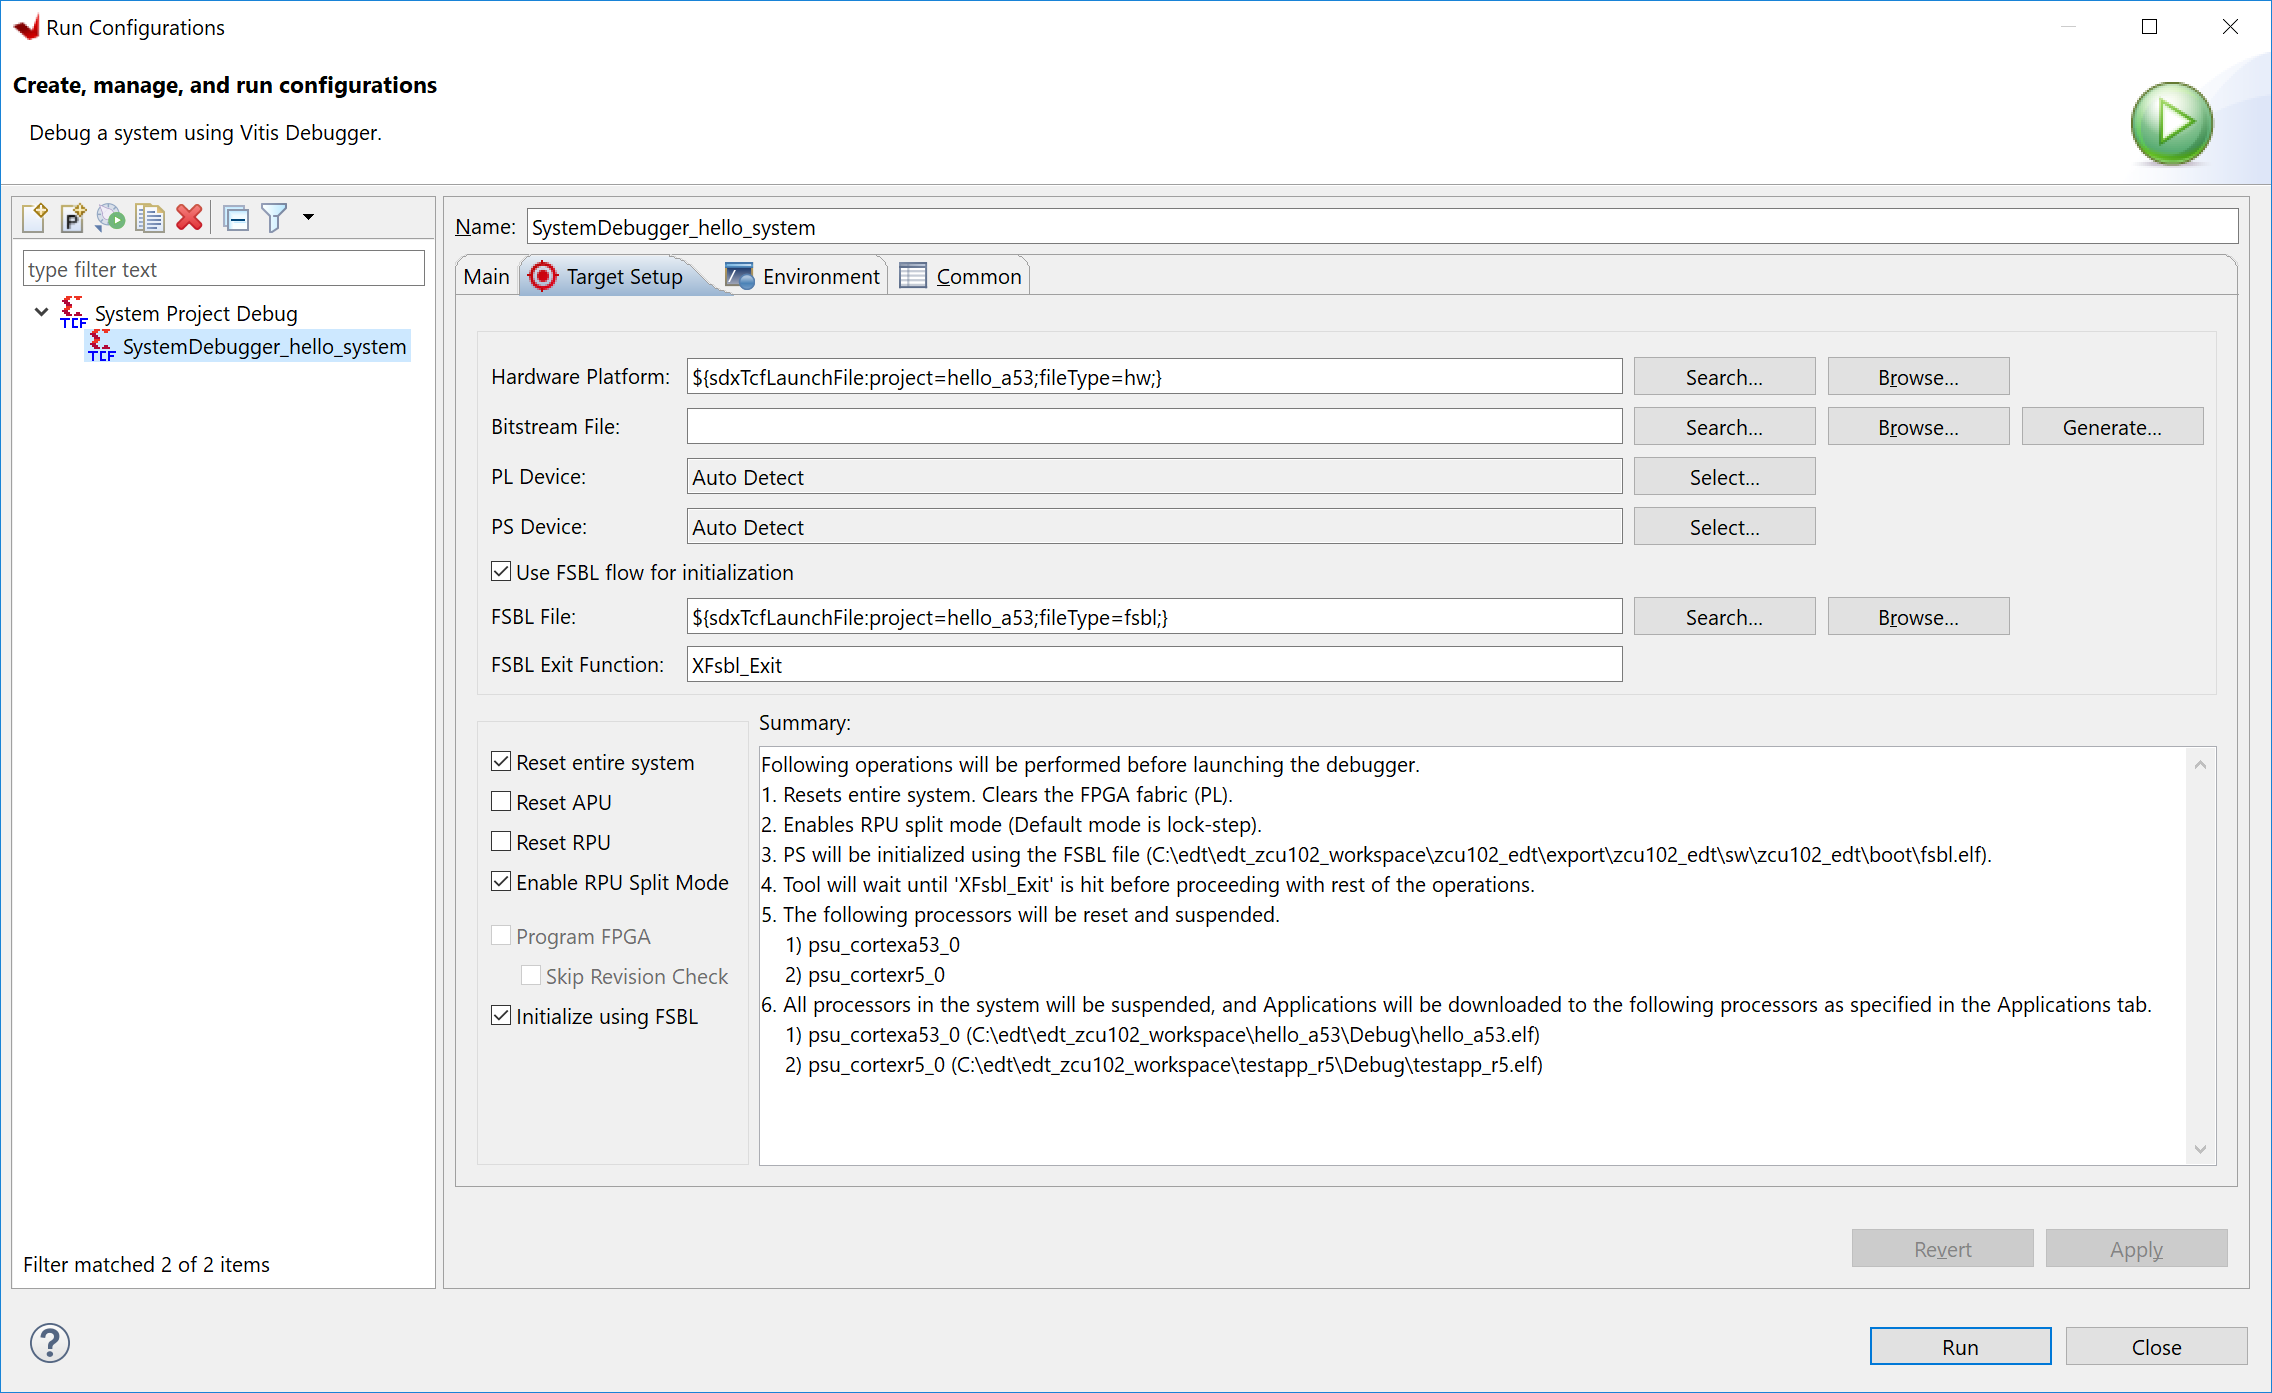 Run Configurations
Create, manage, and run configurations
Debug a system using Vitis Debugger.
type filter text
System Project Debug
SystemDebugger_hello_system
Filter matched 2 of 2 items
Name: SystemDebugger_hello_system
Main Target Setup Environment Common
Hardware Platform: ${sdxTcfLaunchFile:project=hello_a53;fileType=hw;} Search... Browse...
Bitstream File: Search... Browse... Generate...
PL Device: Auto Detect Select...
PS Device: Auto Detect Select...
Use FSBL flow for initialization
FSBL File: ${sdxTcfLaunchFile:project=hello_a53;fileType=fsbl;} Search... Browse...
FSBL Exit Function: XFsbl_Exit
Reset entire system
Reset APU
Reset RPU
Enable RPU Split Mode
Program FPGA
Skip Revision Check
Initialize using FSBL
Summary:
Following operations will be performed before launching the debugger.
1. Resets entire system. Clears the FPGA fabric (PL).
2. Enables RPU split mode (Default mode is lock-step).
3. PS will be initialized using the FSBL file (C:\edt\edt_zcu102_workspace\zcu102_edt\export\zcu102_edt\sw\zcu102_edt\boot\fsbl.elf).
4. Tool will wait until 'XFsbl_Exit' is hit before proceeding with rest of the operations.
5. The following processors will be reset and suspended.
1) psu_cortexa53_0
2) psu_cortexr5_0
6. All processors in the system will be suspended, and Applications will be downloaded to the following processors as specified in the Applications tab.
1) psu_cortexa53_0 (C:\edt\edt_zcu102_workspace\hello_a53\Debug\hello_a53.elf)
2) psu_cortexr5_0 (C:\edt\edt_zcu102_workspace\testapp_r5\Debug\testapp_r5.elf)
Revert Apply
Run Close